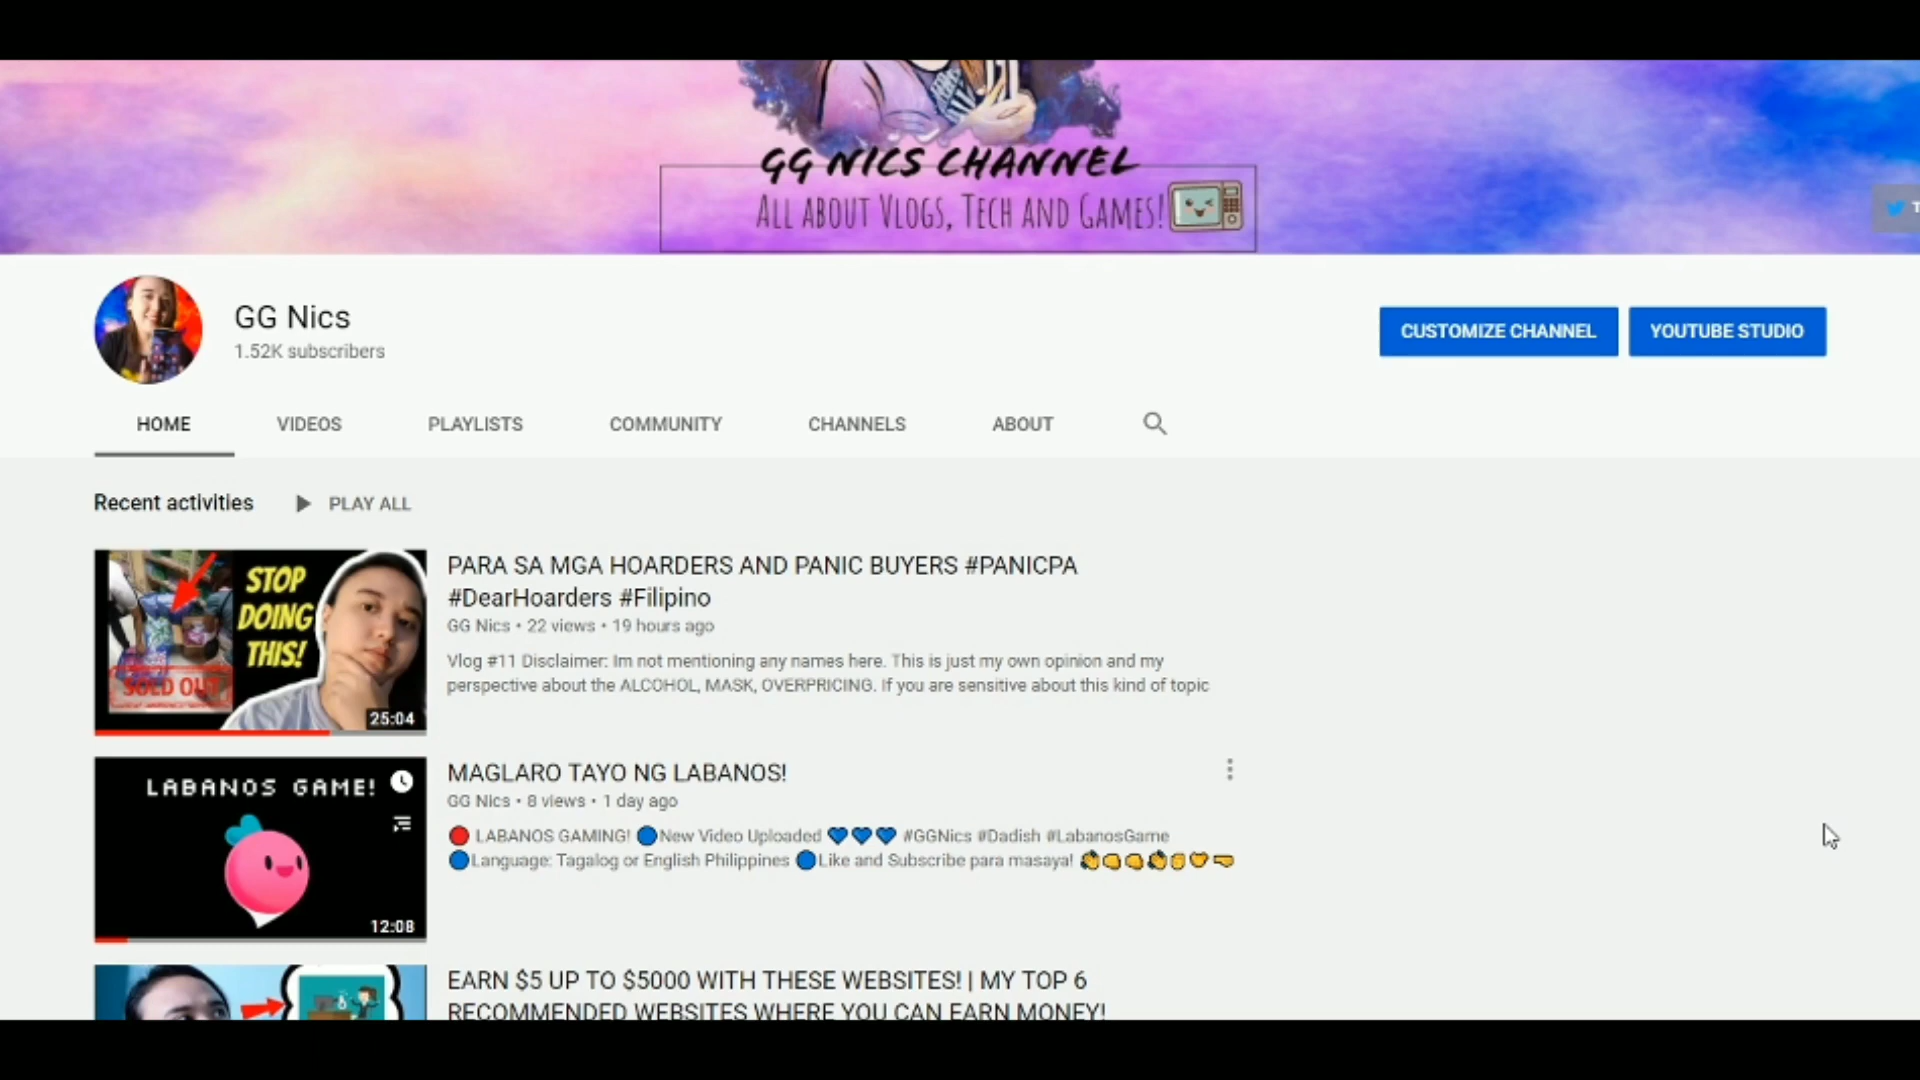 GG NICS CHANNEL
ALL ABOUT VLOGS, TECH AND GAMES!
GG Nics
1.52K subscribers
CUSTOMIZE CHANNEL
YOUTUBE STUDIO
HOME
VIDEOS
PLAYLISTS
COMMUNITY
CHANNELS
ABOUT
Recent activities
PLAY ALL
STOP
DOING
THIS!
SOLD OUT
25:04
PARA SA MGA HOARDERS AND PANIC BUYERS #PANICPA
#DearHoarders #Filipino
GG Nics • 22 views • 19 hours ago
Vlog #11 Disclaimer: Im not mentioning any names here. This is just my own opinion and my
perspective about the ALCOHOL, MASK, OVERPRICING. If you are sensitive about this kind of topic
LABANOS GAME!
12:08
MAGLARO TAYO NG LABANOS!
GG Nics • 8 views • 1 day ago
🔴 LABANOS GAMING! 🔵New Video Uploaded 💙💙💙 #GGNics #Dadish #LabanosGame
🔵Language: Tagalog or English Philippines 🔵Like and Subscribe para masaya!
EARN $5 UP TO $5000 WITH THESE WEBSITES! | MY TOP 6
RECOMMENDED WEBSITES WHERE YOU CAN EARN MONEY!